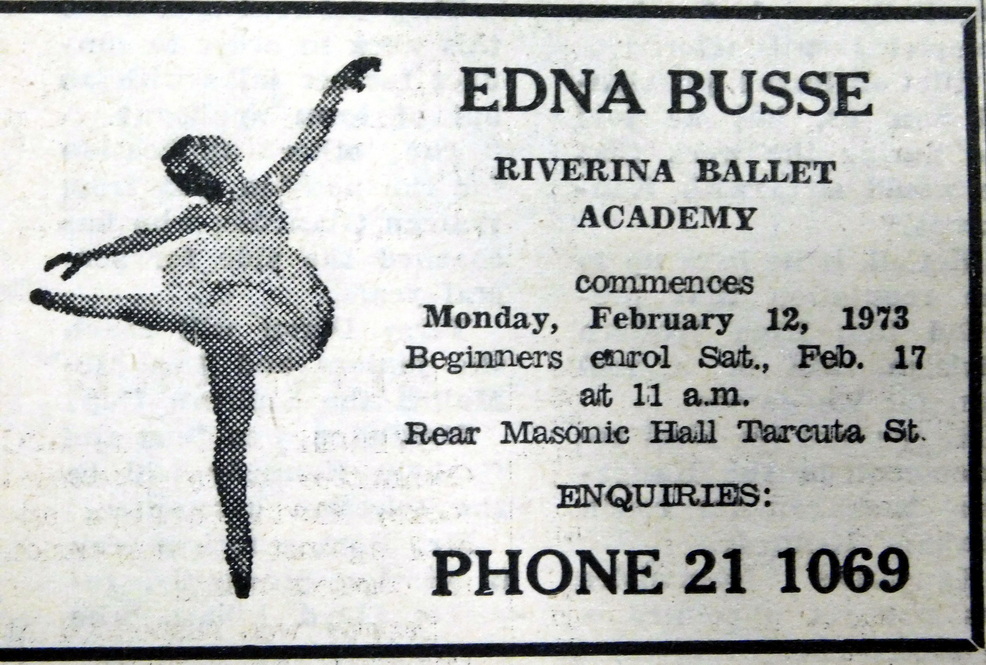 EDNA BUSSE
RIVERINA BALLET
ACADEMY
commences
Monday, February 12, 1973
Beginners enrol Sat., Feb. 17
at 11 a.m.
Rear Masonic Hall Tarcuta St.
ENQUIRIES:
PHONE 21 1069